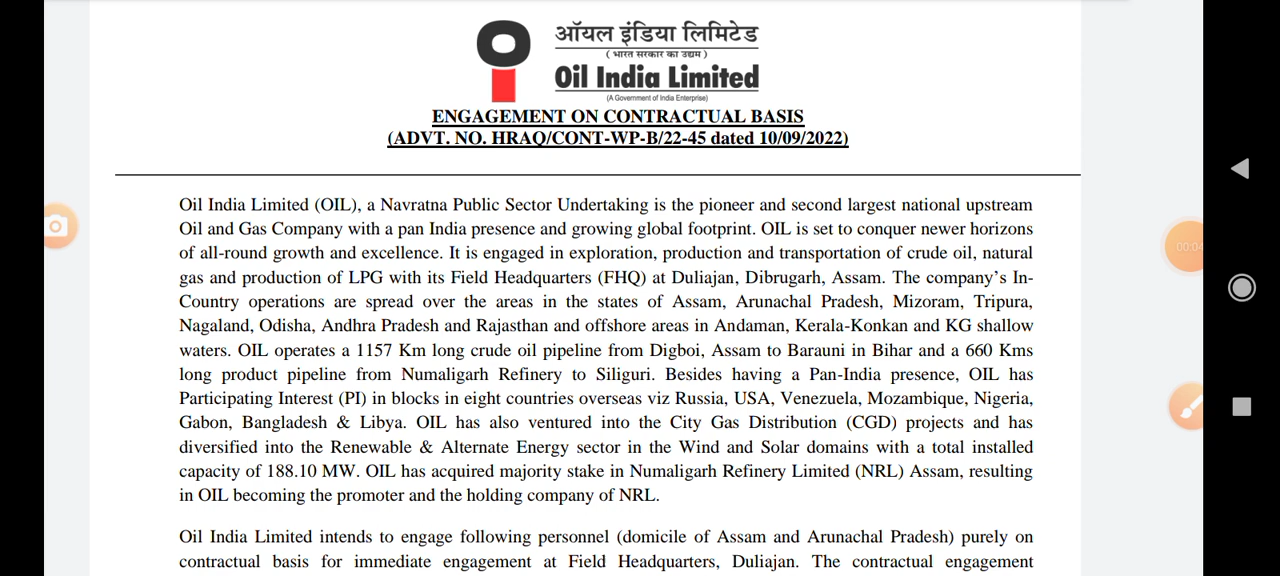 ऑयल इंडिया लिमिटेड
( भारत सरकार का उद्यम )
Oil India Limited
(A Government of India Enterprise)
ENGAGEMENT ON CONTRACTUAL BASIS
(ADVT. NO. HRAQ/CONT-WP-B/22-45 dated 10/09/2022)
Oil India Limited (OIL), a Navratna Public Sector Undertaking is the pioneer and second largest national upstream
Oil and Gas Company with a pan India presence and growing global footprint. OIL is set to conquer newer horizons
of all-round growth and excellence. It is engaged in exploration, production and transportation of crude oil, natural
gas and production of LPG with its Field Headquarters (FHQ) at Duliajan, Dibrugarh, Assam. The company's In-
Country operations are spread over the areas in the states of Assam, Arunachal Pradesh, Mizoram, Tripura,
Nagaland, Odisha, Andhra Pradesh and Rajasthan and offshore areas in Andaman, Kerala-Konkan and KG shallow
waters. OIL operates a 1157 Km long crude oil pipeline from Digboi, Assam to Barauni in Bihar and a 660 Kms
long product pipeline from Numaligarh Refinery to Siliguri. Besides having a Pan-India presence, OIL has
Participating Interest (PI) in blocks in eight countries overseas viz Russia, USA, Venezuela, Mozambique, Nigeria,
Gabon, Bangladesh & Libya. OIL has also ventured into the City Gas Distribution (CGD) projects and has
diversified into the Renewable & Alternate Energy sector in the Wind and Solar domains with a total installed
capacity of 188.10 MW. OIL has acquired majority stake in Numaligarh Refinery Limited (NRL) Assam, resulting
in OIL becoming the promoter and the holding company of NRL.
Oil India Limited intends to engage following personnel (domicile of Assam and Arunachal Pradesh) purely on
contractual basis for immediate engagement at Field Headquarters, Duliajan. The contractual engagement
00:04